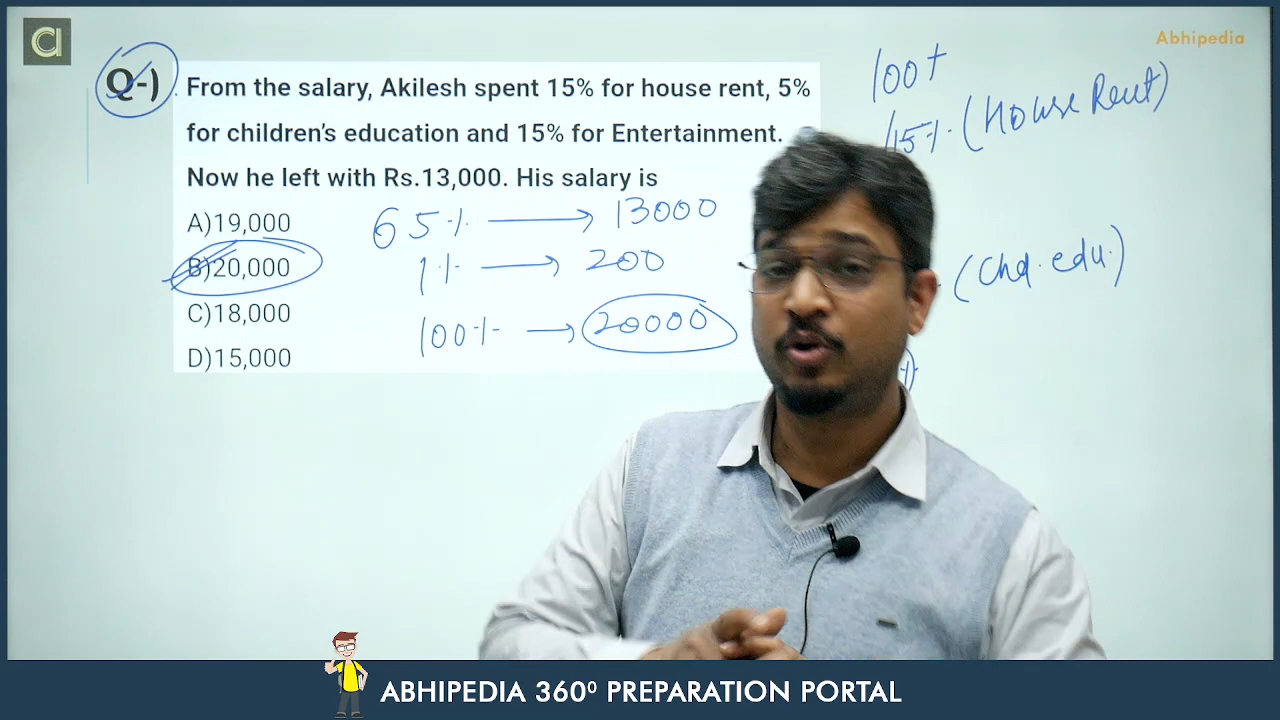 Abhipedia
Q-) From the salary, Akilesh spent 15% for house rent, 5%
for children's education and 15% for Entertainment.
Now he left with Rs.13,000. His salary is
A)19,000
B)20,000
C)18,000
D)15,000
65% → 13000
1% → 200
100% → 20000
100%
15% (House Rent)
(Chd. edu.)
ABHIPEDIA 360⁰ PREPARATION PORTAL